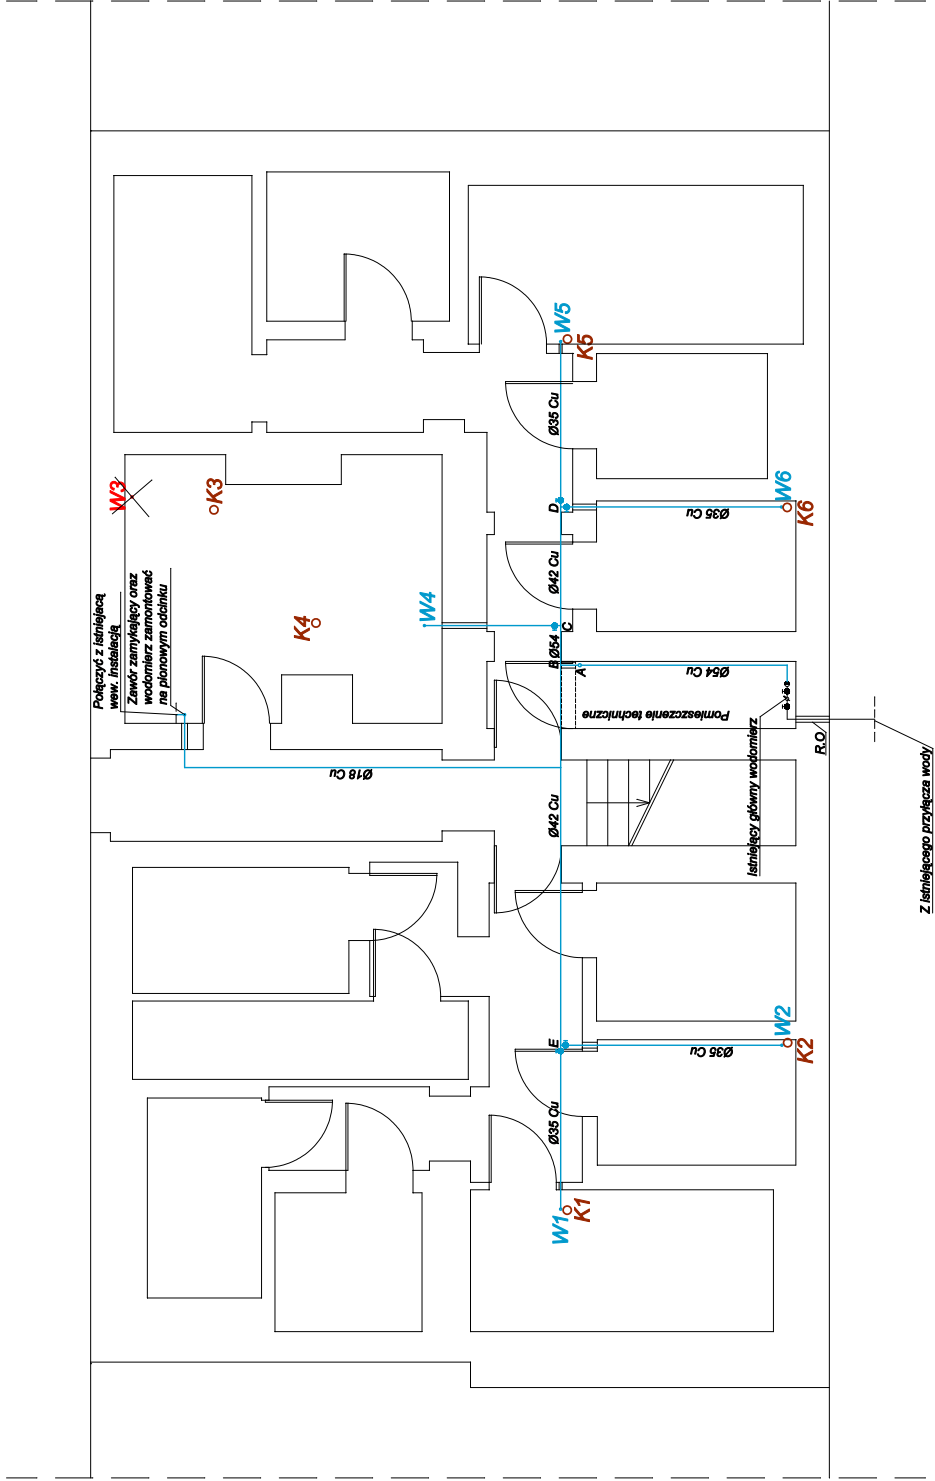 W3
K3
Połączyć z istniejącą
wew. instalacją
Zawór zamykający oraz
wodomierz zamontować
na pionowym odcinku
K4
W4
W5
K5
Ø35 Cu
D
W6
K6
Ø35 Cu
Ø42 Cu
C
B Ø54
A
Ø54 Cu
Pomieszczenie techniczne
Istniejący główny wodomierz
R.O
Z istniejącego przyłącza wody
Ø18 Cu
Ø42 Cu
E
W2
K2
Ø35 Cu
Ø35 Cu
W1
K1